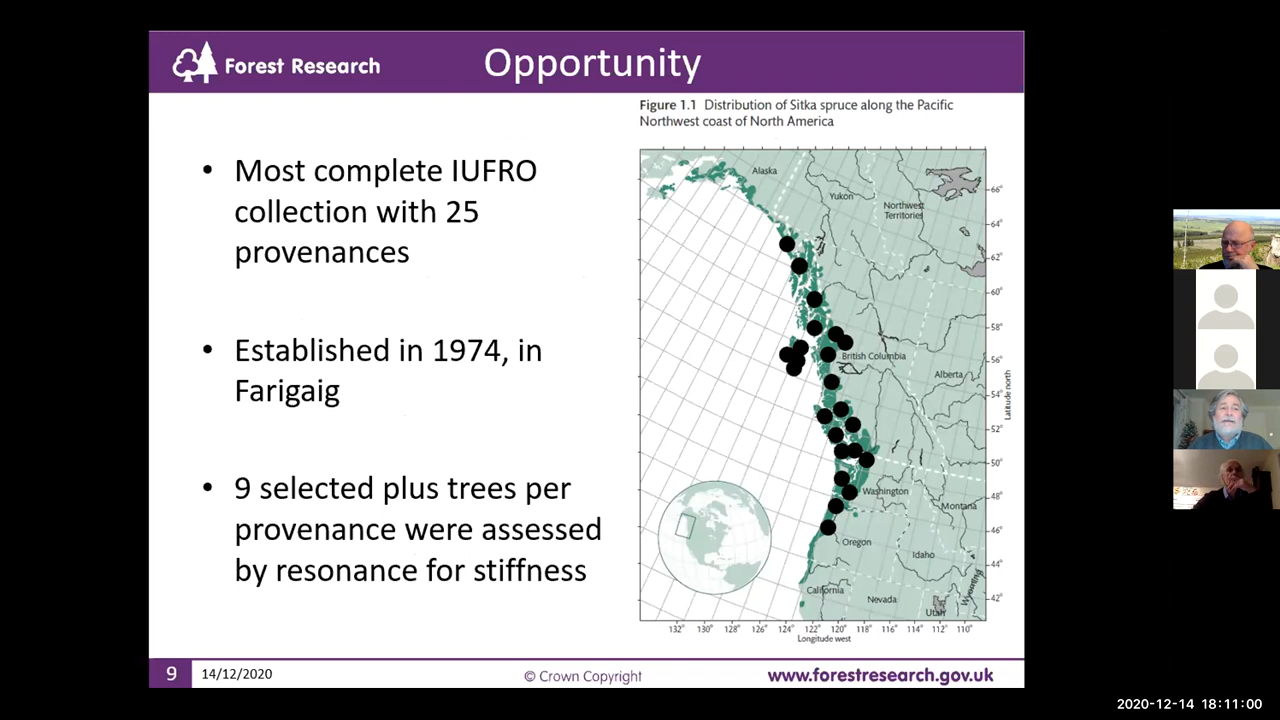 Forest Research
Opportunity
Figure 1.1 Distribution of Sitka spruce along the Pacific
Northwest coast of North America
• Most complete IUFRO
collection with 25
provenances
• Established in 1974, in
Farigaig
• 9 selected plus trees per
provenance were assessed
by resonance for stiffness
Alaska
Yukon
Northwest
Territories
British Columbia
Alberta
Washington
Montana
Oregon
Idaho
Wyoming
California
Nevada
Utah
66°
64°
62°
60°
58°
56°
54°
52°
50°
48°
46°
44°
42°
Latitude north
132° 130° 128° 126° 124° 122° 120° 118° 116° 114° 112° 110°
Longitude west
9 14/12/2020
© Crown Copyright
www.forestresearch.gov.uk
2020-12-14 18:11:00